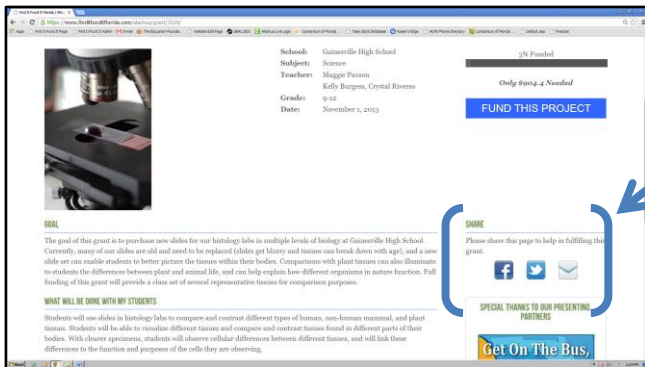 https://www.finditfunditflorida.com/alachua/grant/7529/
School: Gainesville High School
Subject: Science
Teacher: Maggie Paxson
Kelly Burgess, Crystal Riverso
Grade: 9-12
Date: November 1, 2013
3% Funded
Only $904.4 Needed
FUND THIS PROJECT
GOAL
The goal of this grant is to purchase new slides for our histology labs in multiple levels of biology at Gainesville High School.
Currently, many of our slides are old and need to be replaced (slides get blurry and tissues can break down with age), and a new
slide set can enable students to better picture the tissues within their bodies. Comparisons with plant tissues can also illuminate
to students the differences between plant and animal life, and can help explain how different organisms in nature function. Full
funding of this grant will provide a class set of several representative tissues for comparison purposes.
WHAT WILL BE DONE WITH MY STUDENTS
Students will use slides in histology labs to compare and contrast different types of human, non-human mammal, and plant
tissues. Students will be able to visualize different tissues and compare and contrast tissues found in different parts of their
bodies. With clearer specimens, students will observe cellular differences between different tissues, and will link these
differences to the function and purposes of the cells they are observing.
SHARE
Please share this page to help in fulfilling this
grant.
SPECIAL THANKS TO OUR PRESENTING
PARTNERS
Get On The Bus,